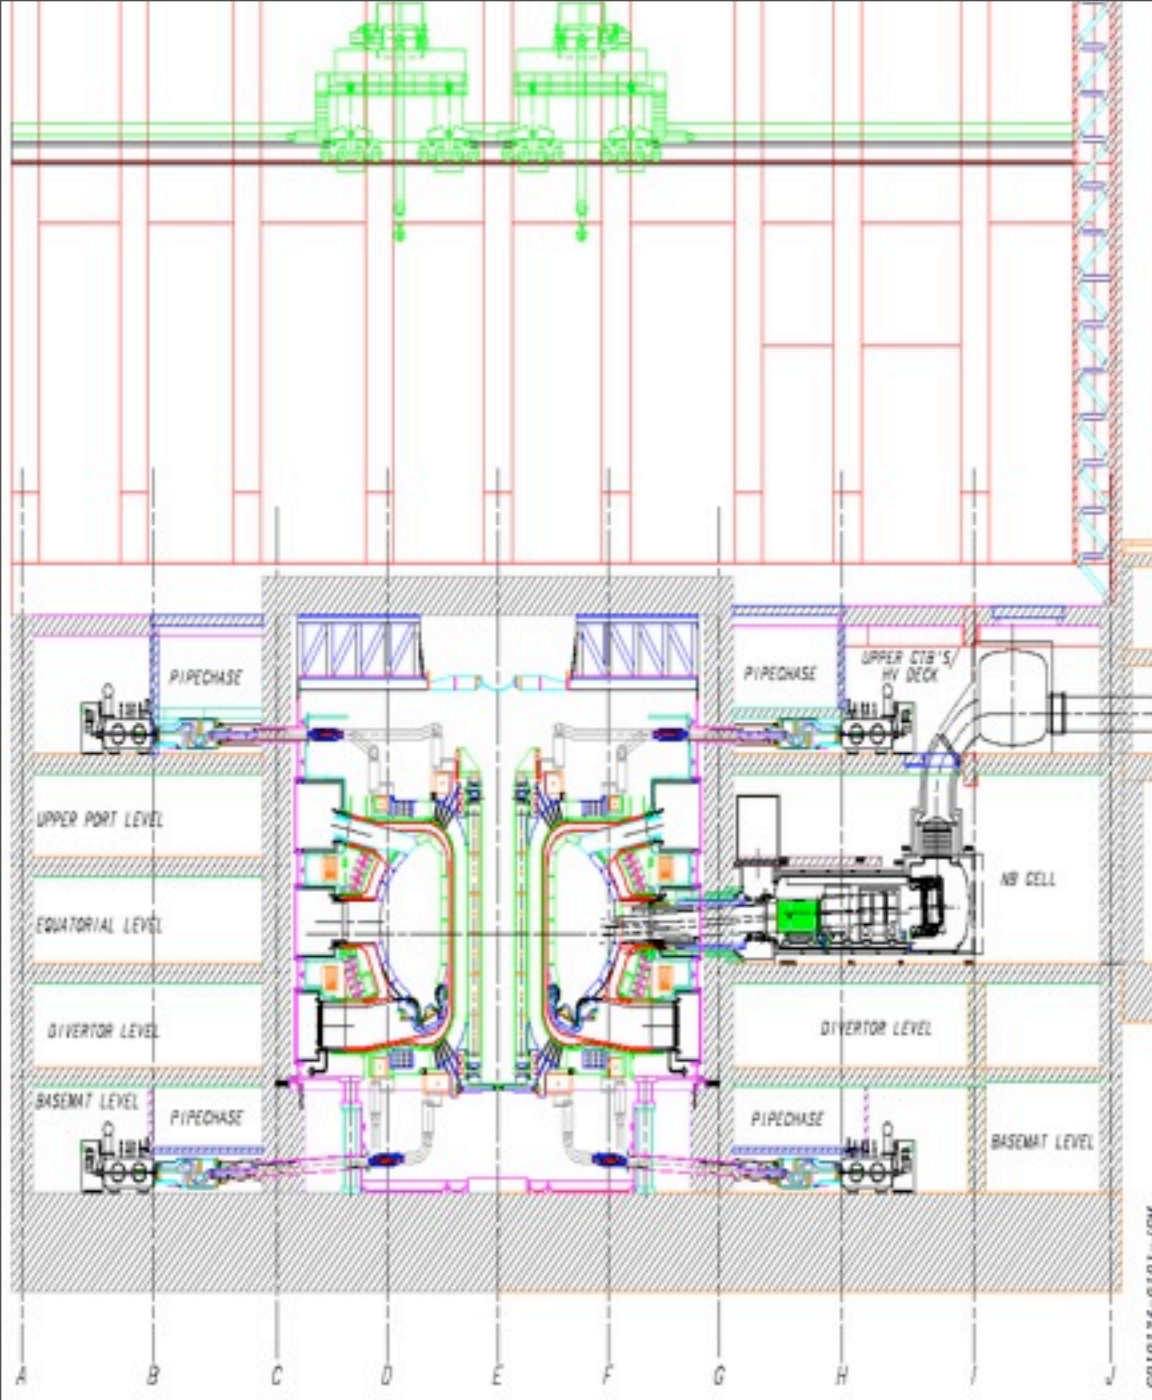 PIPECHASE
PIPECHASE
UPPER CTB'S/
HV DECK
UPPER PORT LEVEL
EQUATORIAL LEVEL
NB CELL
DIVERTOR LEVEL
DIVERTOR LEVEL
BASEMAT LEVEL
PIPECHASE
PIPECHASE
BASEMAT LEVEL
A B C D E F G H I J